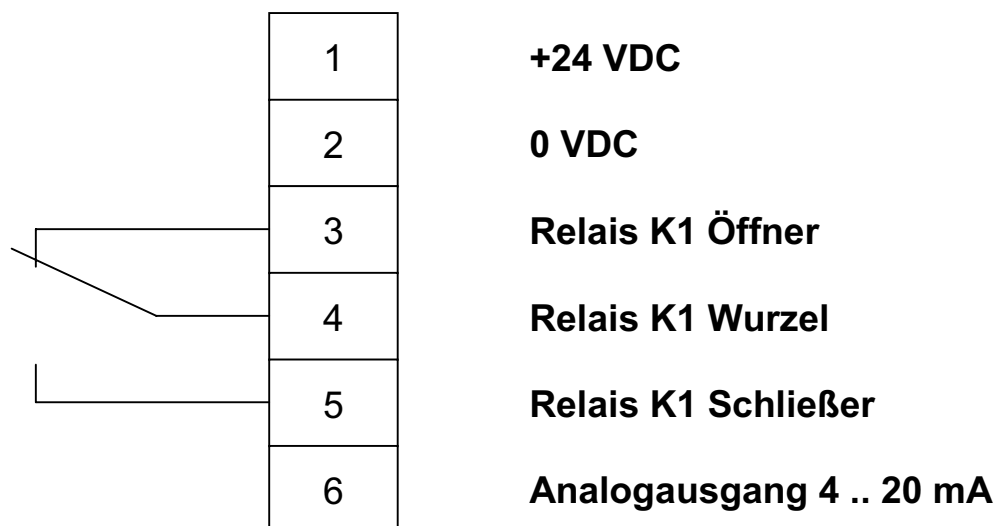 1 +24 VDC
2 0 VDC
3 Relais K1 Öffner
4 Relais K1 Wurzel
5 Relais K1 Schließer
6 Analogausgang 4 .. 20 mA